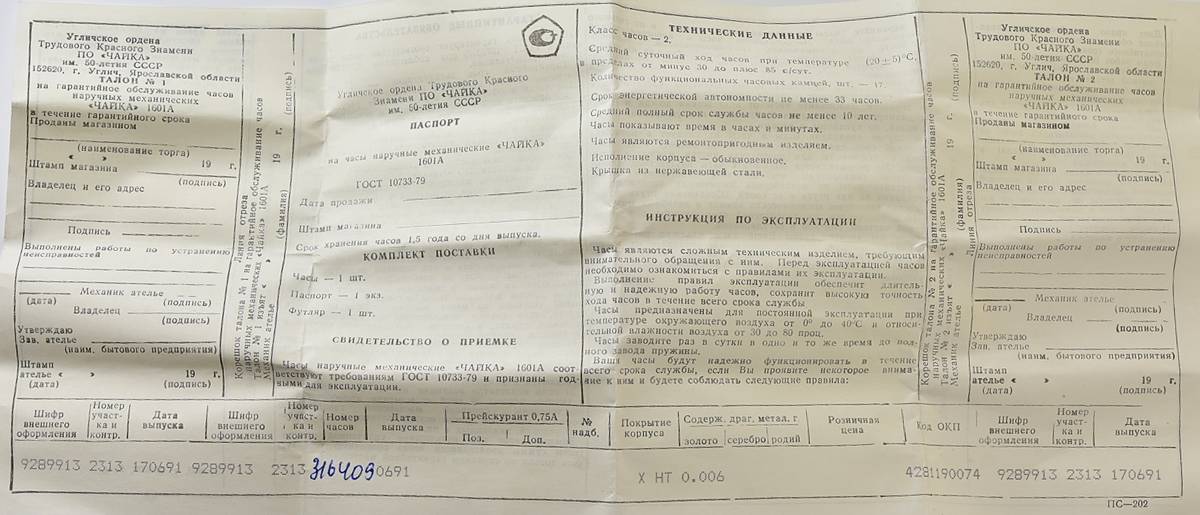 Угличское ордена
Трудового Красного Знамени
ПО «ЧАЙКА»
им. 50-летия СССР
152620, г. Углич, Ярославской области
ТАЛОН № 1
на гарантийное обслуживание часов
наручных механических
«ЧАЙКА» 1601А
в течение гарантийного срока
Проданы магазином
(наименование торга)
« » 19 г.
Штамп магазина
(подпись)
Владелец и его адрес
Подпись
Выполнены работы по устранению
неисправностей
Механик ателье
(дата) (подпись)
Владелец
(подпись)
Утверждаю
Зав. ателье
(наим. бытового предприятия)
Штамп
ателье « » 19 г.
(дата) (подпись)
Корешок талона № 1 на гарантийное обслуживание часов
наручных механических «Чайка» 1601А
Талон № 1 изъят « » 19 г.
Механик ателье
(фамилия) (подпись)
Линия отреза
Угличское ордена Трудового Красного
Знамени ПО «ЧАЙКА»
им. 50-летия СССР
ПАСПОРТ
на часы наручные механические «ЧАЙКА»
1601А
ГОСТ 10733-79
Дата продажи
Штамп магазина
Срок хранения часов 1,5 года со дня выпуска.
КОМПЛЕКТ ПОСТАВКИ
Часы — 1 шт.
Паспорт — 1 экз.
Футляр — 1 шт.
СВИДЕТЕЛЬСТВО О ПРИЕМКЕ
Часы наручные механические «ЧАЙКА» 1601А соот-
ветствуют требованиям ГОСТ 10733-79 и признаны год-
ными для эксплуатации.
ТЕХНИЧЕСКИЕ ДАННЫЕ
Класс часов — 2.
Средний суточный ход часов при температуре (20±5)°С,
в пределах от минус 30 до плюс 85 с/сут.
Количество функциональных часовых камней, шт. — 17
Срок энергетической автономности не менее 33 часов.
Средний полный срок службы часов не менее 10 лет.
Часы показывают время в часах и минутах.
Часы являются ремонтопригодным изделием.
Исполнение корпуса — обыкновенное.
Крышка из нержавеющей стали.
ИНСТРУКЦИЯ ПО ЭКСПЛУАТАЦИИ
Часы являются сложным техническим изделием, требующим
внимательного обращения с ним. Перед эксплуатацией часов
необходимо ознакомиться с правилами их эксплуатации.
Выполнение правил эксплуатации обеспечит длитель-
ную и надежную работу часов, сохранит высокую точность
хода часов в течение всего срока службы
Часы предназначены для постоянной эксплуатации при
температуре окружающего воздуха от 0° до 40°С и относи-
тельной влажности воздуха от 30 до 80 проц.
Часы заводите раз в сутки в одно и то же время до пол-
ного завода пружины.
Ваши часы будут надежно функционировать в течение
всего срока службы, если Вы проявите некоторое внима-
ние к ним и будете соблюдать следующие правила:
Корешок талона № 2 на гарантийное обслуживание часов
наручных механических «Чайка» 1601А
Талон № 2 изъят « » 19 г.
Механик ателье
(фамилия) (подпись)
Линия отреза
Угличское ордена
Трудового Красного Знамени
ПО «ЧАЙКА»
им. 50-летия СССР
152620, г. Углич, Ярославской области
ТАЛОН № 2
на гарантийное обслуживание часов
наручных механических
«ЧАЙКА» 1601А
в течение гарантийного срока
Проданы магазином
(наименование торга)
« » 19 г.
Штамп магазина
(подпись)
Владелец и его адрес
Подпись
Выполнены работы по устранению
неисправностей
Механик ателье
(дата) (подпись)
Владелец
(подпись)
Утверждаю
Зав. ателье
(наим. бытового предприятия)
Штамп
ателье « » 19 г.
(дата) (подпись)
Шифр внешнего оформления Номер участ-ка и контр. Дата выпуска Шифр внешнего оформления Номер участ-ка и контр. Номер часов Дата выпуска Прейскурант 0,75А Поз. Доп. № надб. Покрытие корпуса Содерж. драг. метал. г золото серебро родий Розничная цена Код ОКП Шифр внешнего оформления Номер участ-ка и контр. Дата выпуска
9289913 2313 170691 9289913 2313 316409 0691 Х НТ 0.006 4281190074 9289913 2313 170691
ПС—202